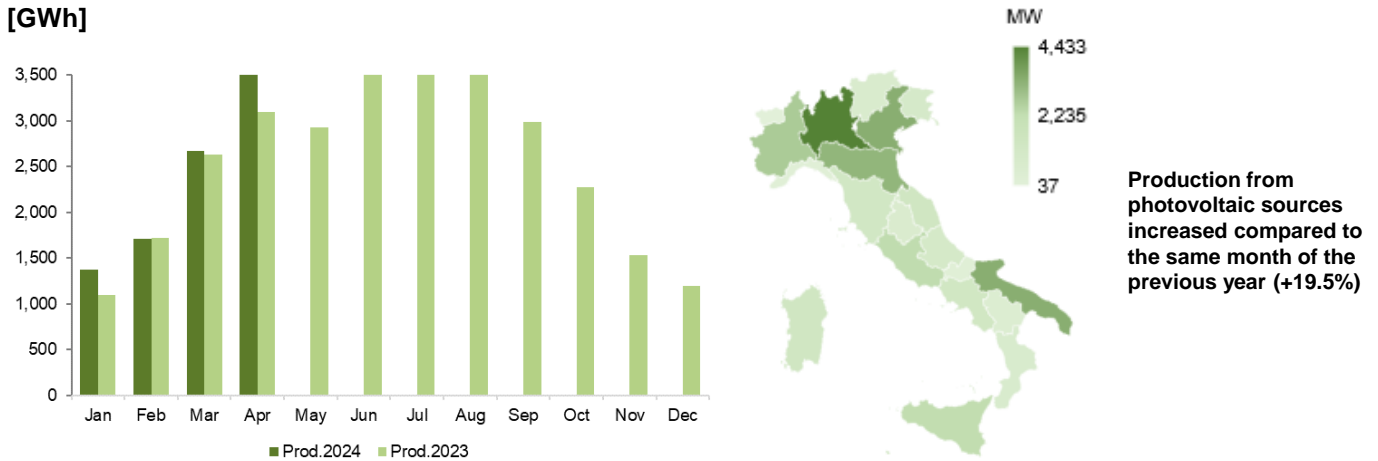 [GWh]
3,500
3,000
2,500
2,000
1,500
1,000
500
0
Jan Feb Mar Apr May Jun Jul Aug Sep Oct Nov Dec
Prod.2024 Prod.2023
MW
4,433
2,235
37
Production from
photovoltaic sources
increased compared to
the same month of the
previous year (+19.5%)